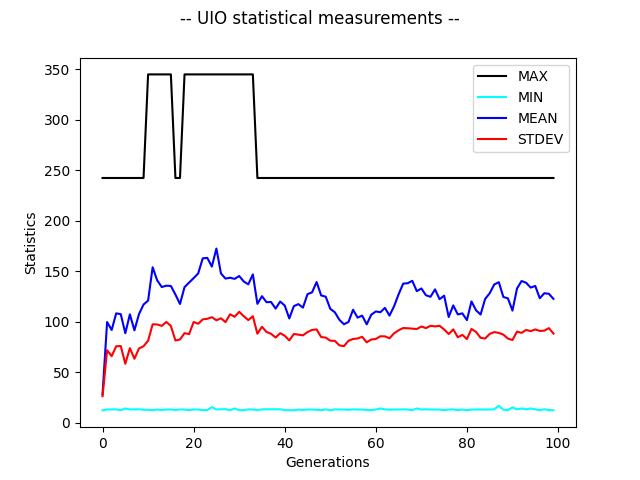 -- UIO statistical measurements --
350
300
250
200
150
100
50
0
Statistics
MAX
MIN
MEAN
STDEV
0 20 40 60 80 100
Generations